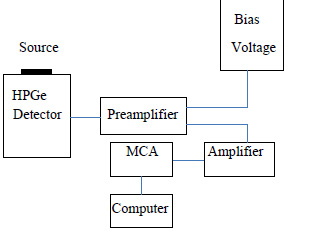 Bias
Voltage
Source
HPGe
Detector
Preamplifier
MCA
Amplifier
Computer